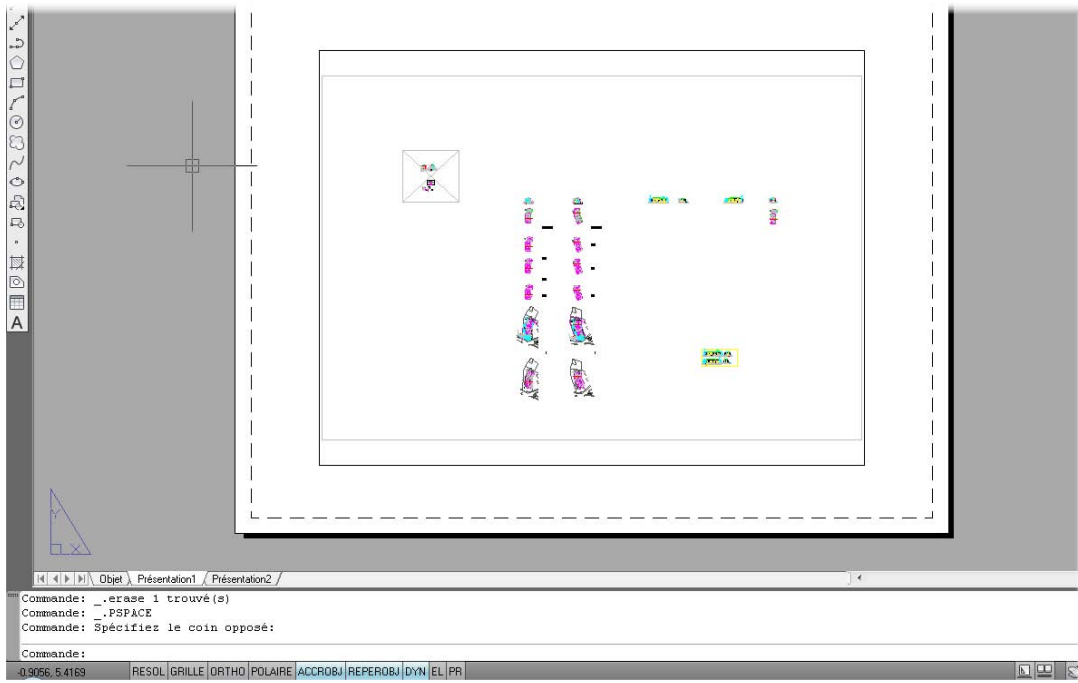 A
Y
X
Objet Présentation1 Présentation2
Commande: _.erase 1 trouvé(s)
Commande: _.PSPACE
Commande: Spécifiez le coin opposé:
Commande:
-0.9056, 5.4169 RESOL GRILLE ORTHO POLAIRE ACCROBJ REPEROBJ DYN EL PR